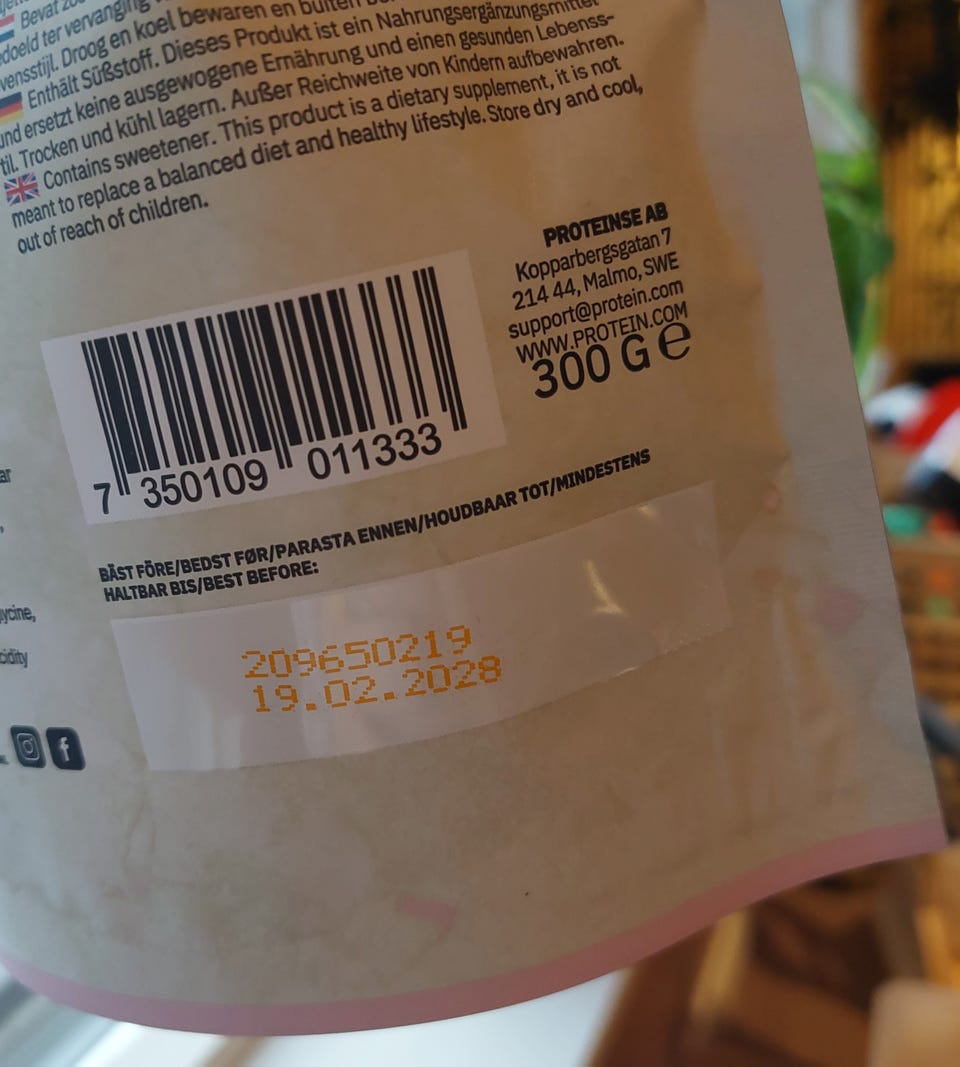 Bevat
doeld ter vervanging
vensstijl. Droog en koel bewaren en buiten
Enthält Süßstoff. Dieses Produkt ist ein Nahrungsergänzungsmittel
und ersetzt keine ausgewogene Ernährung und einen gesunden Lebenss-
til. Trocken und kühl lagern. Außer Reichweite von Kindern aufbewahren.
Contains sweetener. This product is a dietary supplement, it is not
meant to replace a balanced diet and healthy lifestyle. Store dry and cool,
out of reach of children.
PROTEINSE AB
Kopparbergsgatan 7
214 44, Malmo, SWE
support@protein.com
WWW.PROTEIN.COM
300 G e
7 350109 011333
BÄST FÖRE/BEDST FØR/PARASTA ENNEN/HOUDBAAR TOT/MINDESTENS
HALTBAR BIS/BEST BEFORE:
209650219
19.02.2028
lycine,
cidity